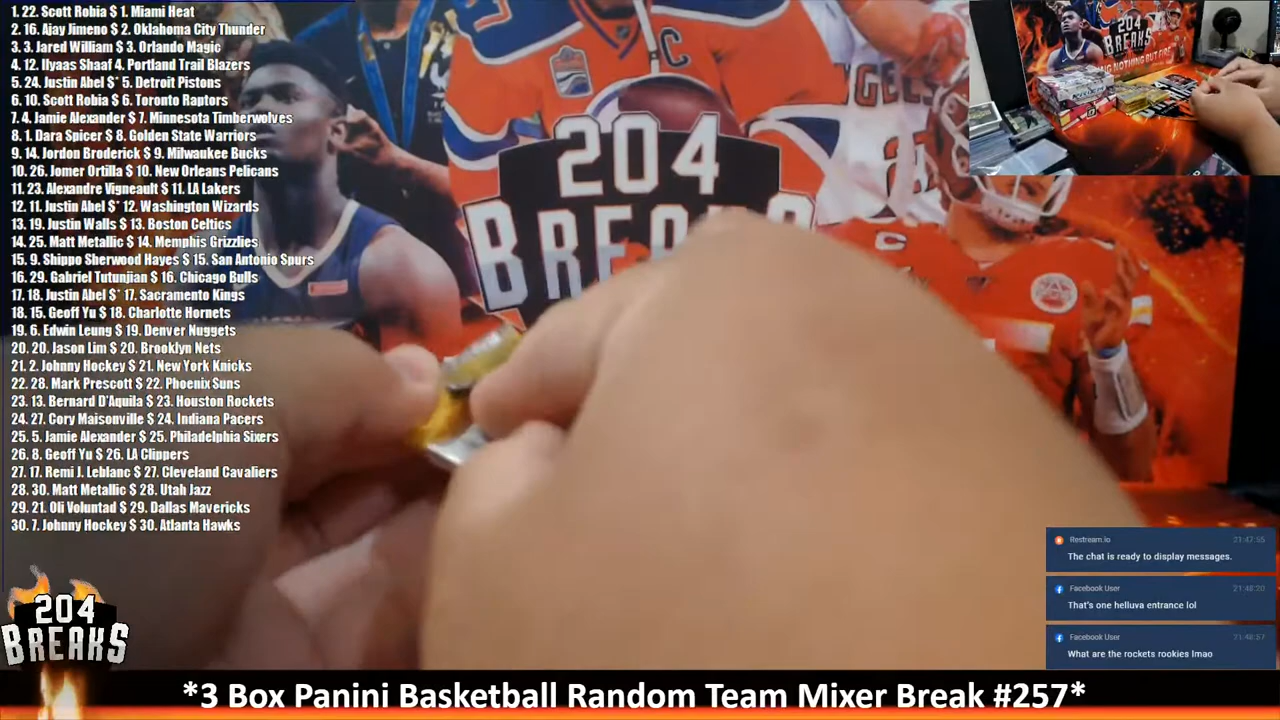 1. 22. Scott Robia $ 1. Miami Heat
2. 16. Ajay Jimeno $ 2. Oklahoma City Thunder
3. 3. Jared William $ 3. Orlando Magic
4. 12. Ilyaas Shaaf 4. Portland Trail Blazers
5. 24. Justin Abel $* 5. Detroit Pistons
6. 10. Scott Robia $ 6. Toronto Raptors
7. 4. Jamie Alexander $ 7. Minnesota Timberwolves
8. 1. Dara Spicer $ 8. Golden State Warriors
9. 14. Jordon Broderick $ 9. Milwaukee Bucks
10. 26. Jomer Ortilla $ 10. New Orleans Pelicans
11. 23. Alexandre Vigneault $ 11. LA Lakers
12. 11. Justin Abel $* 12. Washington Wizards
13. 19. Justin Walls $ 13. Boston Celtics
14. 25. Matt Metallic $ 14. Memphis Grizzlies
15. 9. Shippo Sherwood Hayes $ 15. San Antonio Spurs
16. 29. Gabriel Tutunjian $ 16. Chicago Bulls
17. 18. Justin Abel $* 17. Sacramento Kings
18. 15. Geoff Yu $ 18. Charlotte Hornets
19. 6. Edwin Leung $ 19. Denver Nuggets
20. 20. Jason Lim $ 20. Brooklyn Nets
21. 2. Johnny Hockey $ 21. New York Knicks
22. 28. Mark Prescott $ 22. Phoenix Suns
23. 13. Bernard D'Aquila $ 23. Houston Rockets
24. 27. Cory Maisonville $ 24. Indiana Pacers
25. 5. Jamie Alexander $ 25. Philadelphia Sixers
26. 8. Geoff Yu $ 26. LA Clippers
27. 17. Remi J. Leblanc $ 27. Cleveland Cavaliers
28. 30. Matt Metallic $ 28. Utah Jazz
29. 21. Oli Voluntad $ 29. Dallas Mavericks
30. 7. Johnny Hockey $ 30. Atlanta Hawks
C
204
BREA
C
204
BREAKS
NG NOTHING BUT FIRE
Restream.io 21:47:55
The chat is ready to display messages.
Facebook User 21:48:20
That's one helluva entrance lol
Facebook User 21:48:57
What are the rockets rookies lmao
204
BREAKS
*3 Box Panini Basketball Random Team Mixer Break #257*